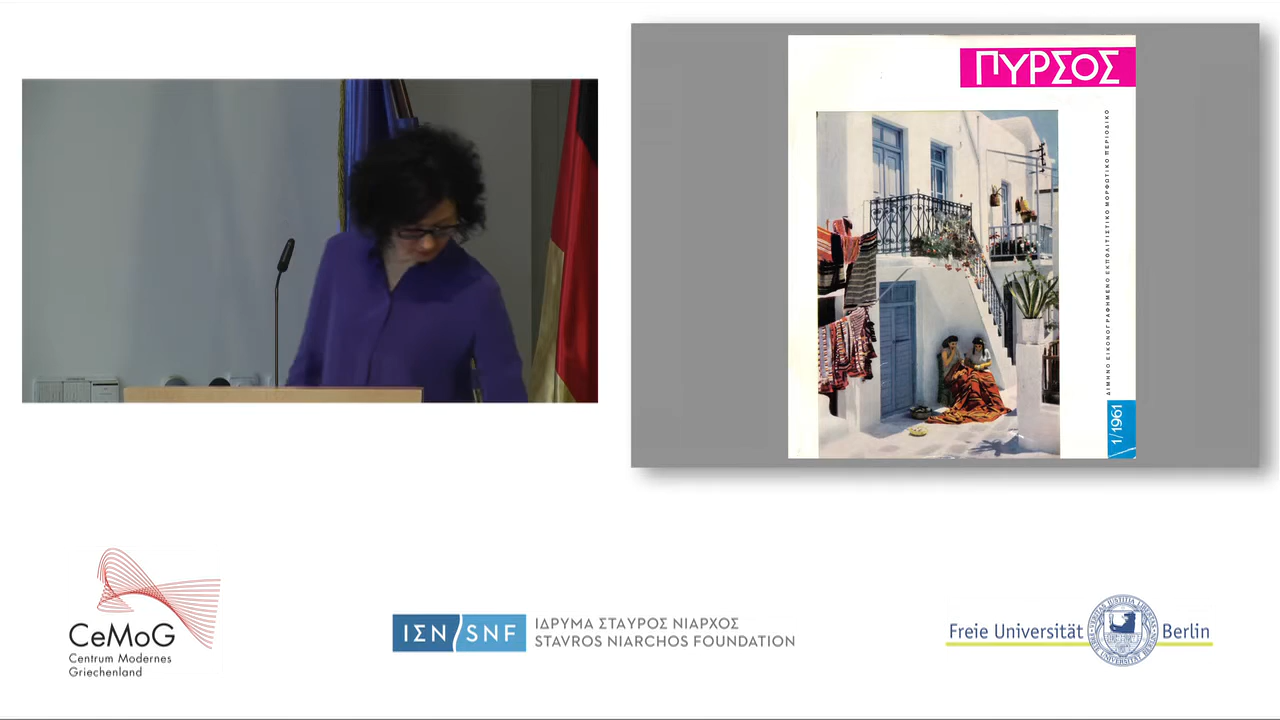 ΠΥΡΣΟΣ
ΔΙΜΗΝΟ ΕΙΚΟΝΟΓΡΑΦΗΜΕΝΟ ΕΚΠΟΛΙΤΙΣΤΙΚΟ ΜΟΡΦΩΤΙΚΟ ΠΕΡΙΟΔΙΚΟ
1/1961
CeMoG
Centrum Modernes
Griechenland
ΙΣΝ/SNF
ΙΔΡΥΜΑ ΣΤΑΥΡΟΣ ΝΙΑΡΧΟΣ
STAVROS NIARCHOS FOUNDATION
Freie Universität Berlin